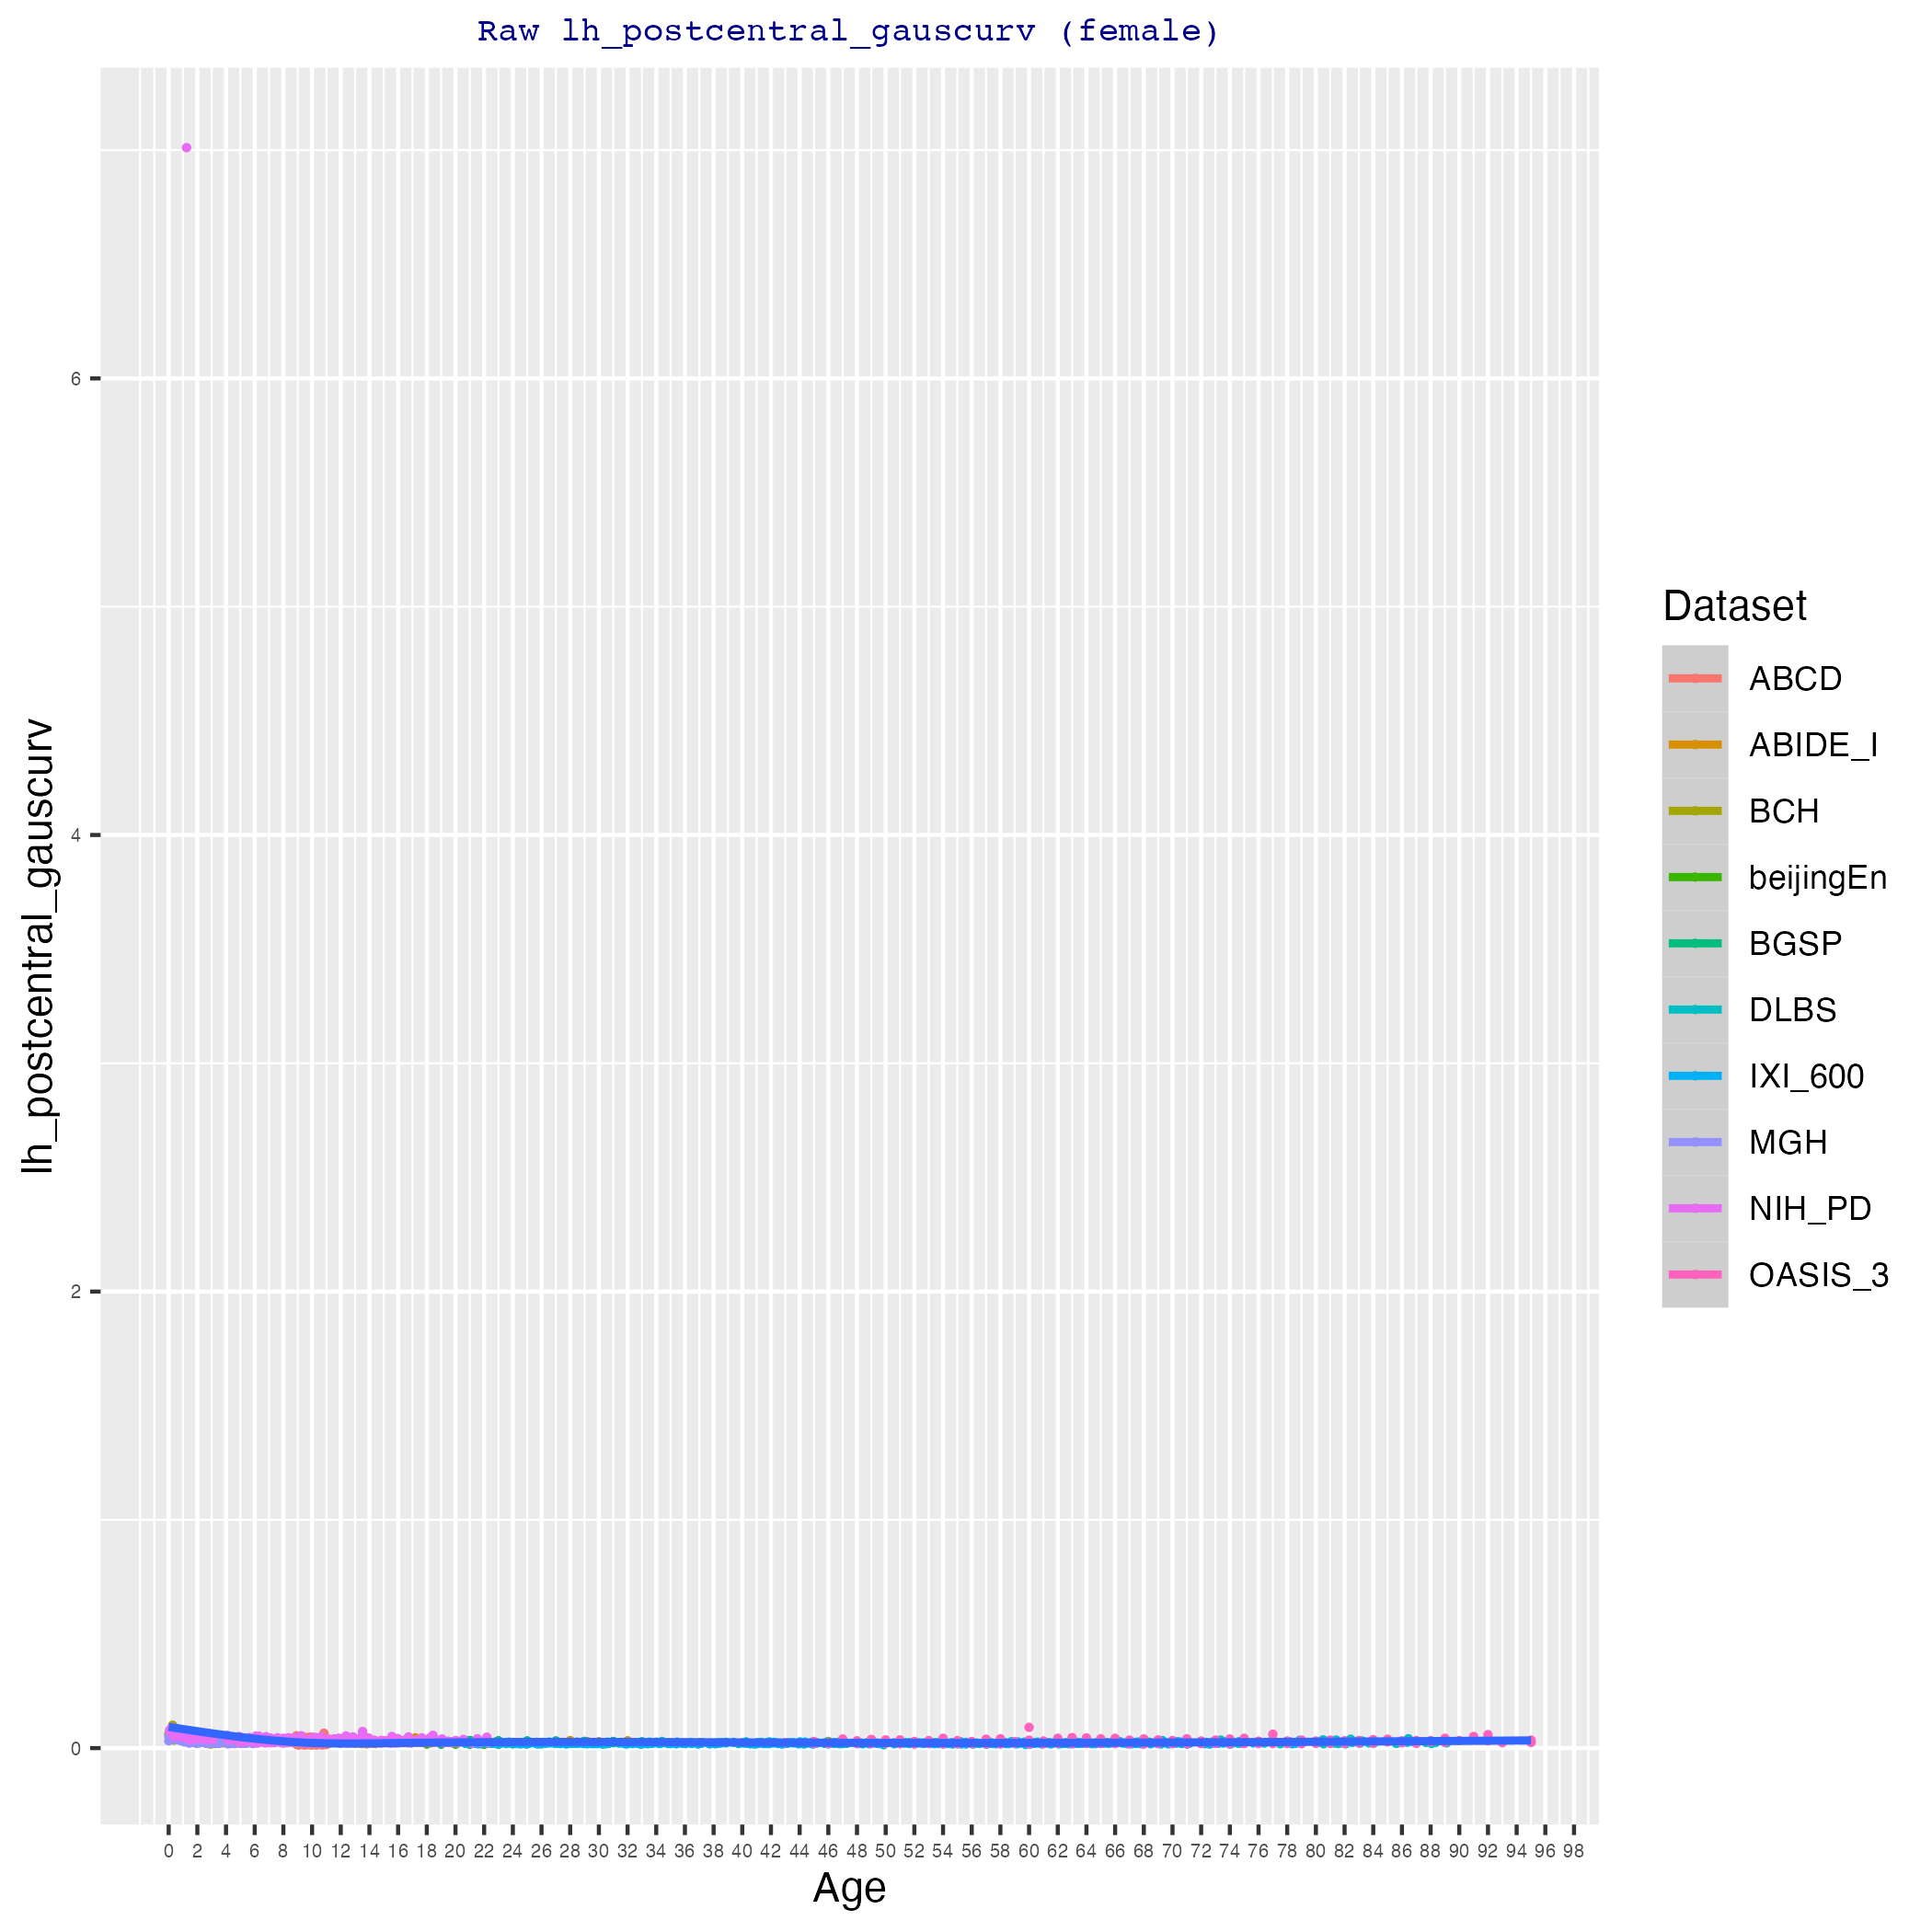 Raw lh_postcentral_gauscurv (female)
lh_postcentral_gauscurv
6
4
2
0
0 2 4 6 8 10 12 14 16 18 20 22 24 26 28 30 32 34 36 38 40 42 44 46 48 50 52 54 56 58 60 62 64 66 68 70 72 74 76 78 80 82 84 86 88 90 92 94 96 98
Age
Dataset
ABCD
ABIDE_I
BCH
beijingEn
BGSP
DLBS
IXI_600
MGH
NIH_PD
OASIS_3